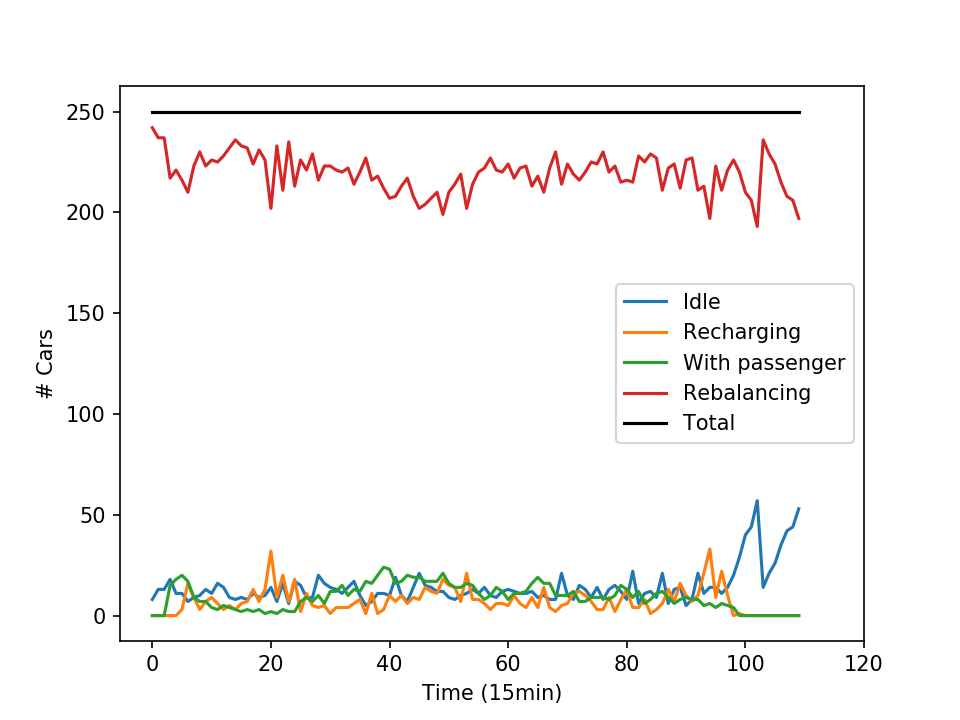 250
200
150
100
50
0
# Cars
Idle
Recharging
With passenger
Rebalancing
Total
0 20 40 60 80 100 120
Time (15min)